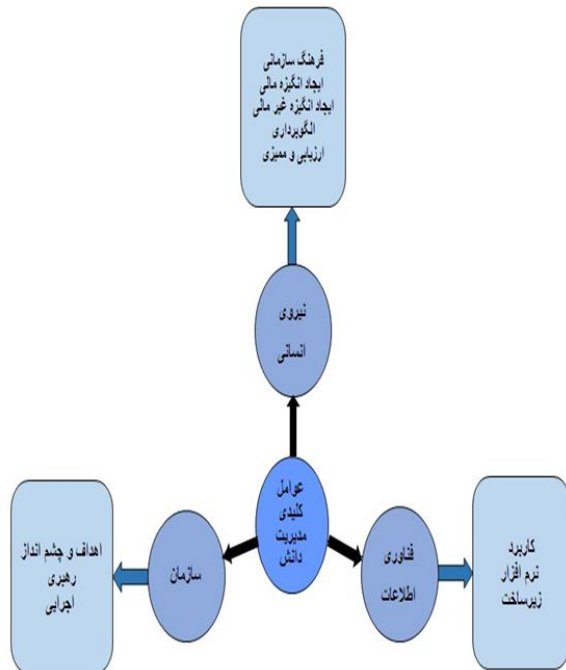 فرهنگ سازمانی
ایجاد انگیزه مالی
ایجاد انگیزه غیر مالی
الگوبرداری
ارزیابی و ممیزی
نیروی
انسانی
عوامل
کلیدی
مدیریت
دانش
فناوری
اطلاعات
کاربرد
نرم افزار
زیرساخت
سازمان
اهداف و چشم انداز
رهبری
اجرایی